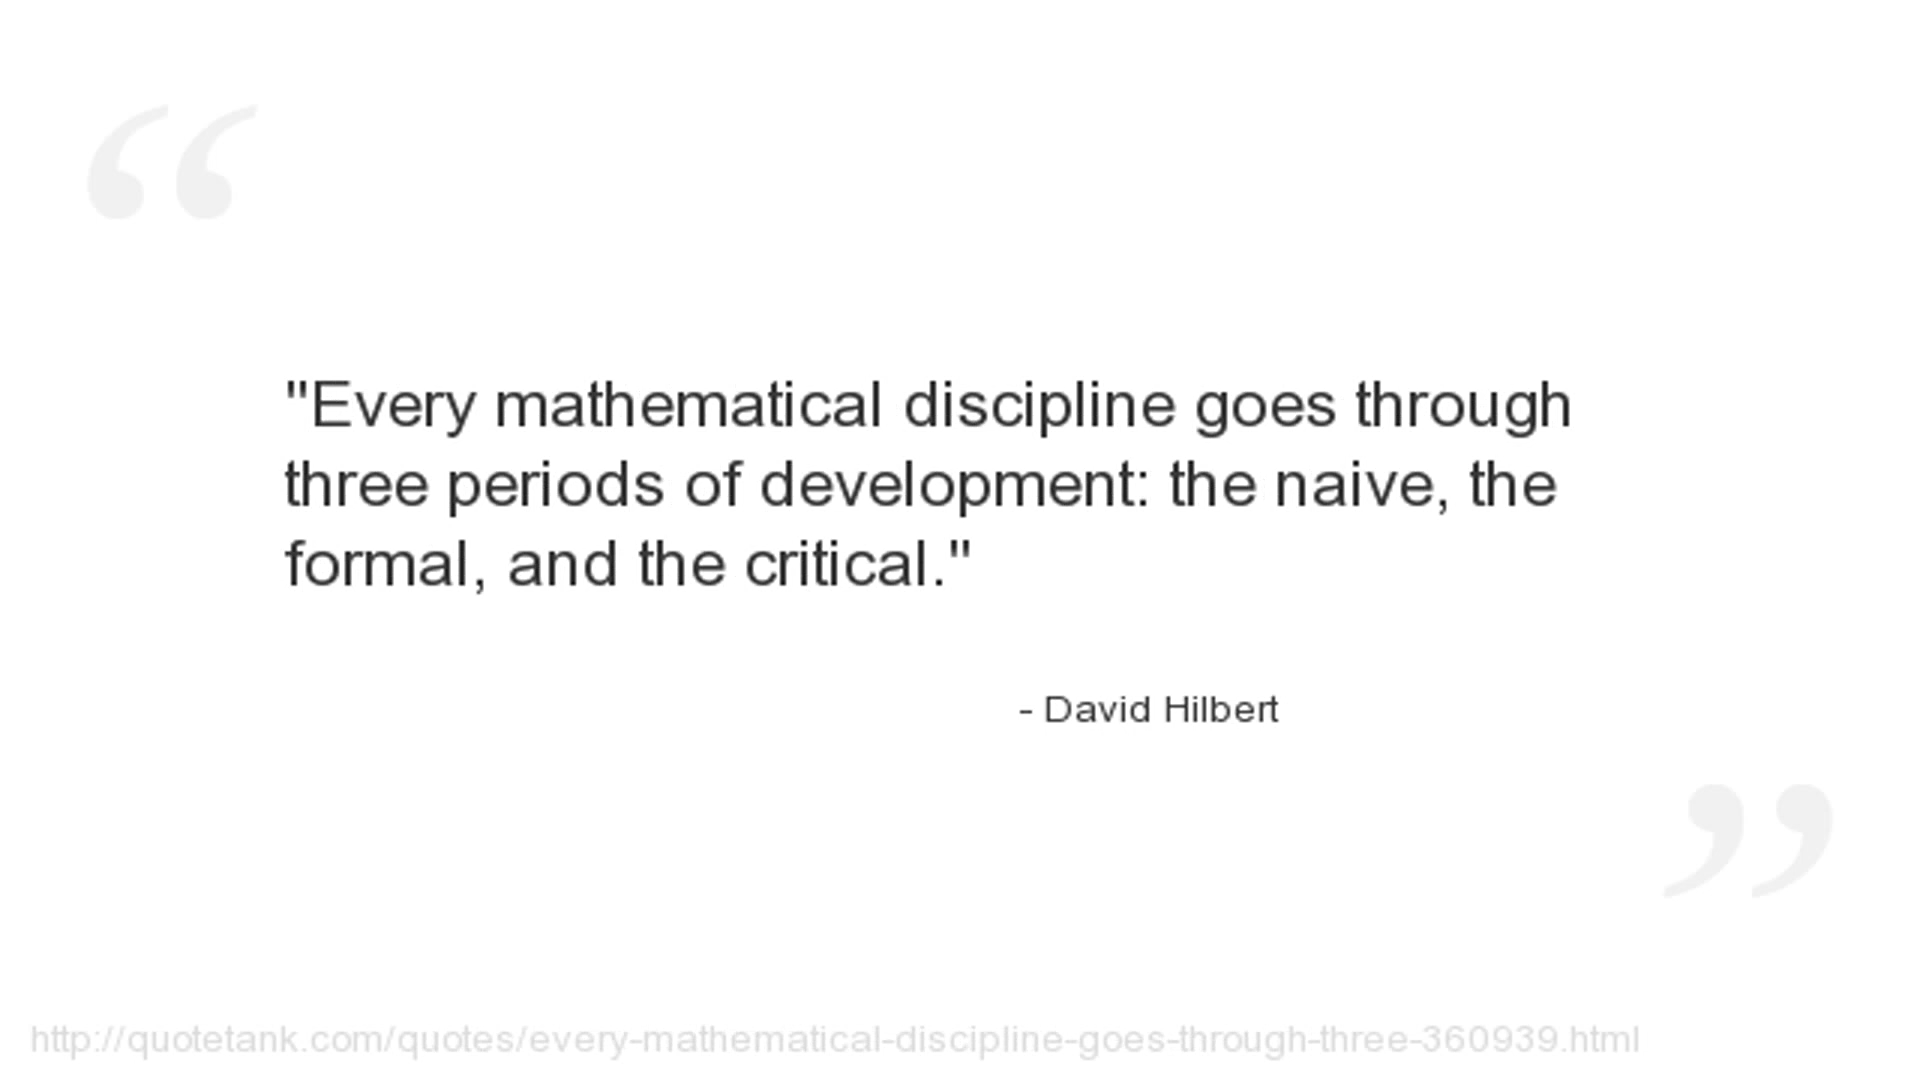 "Every mathematical discipline goes through
three periods of development: the naive, the
formal, and the critical."
- David Hilbert
http://quotetank.com/quotes/every-mathematical-discipline-goes-through-three-360939.html